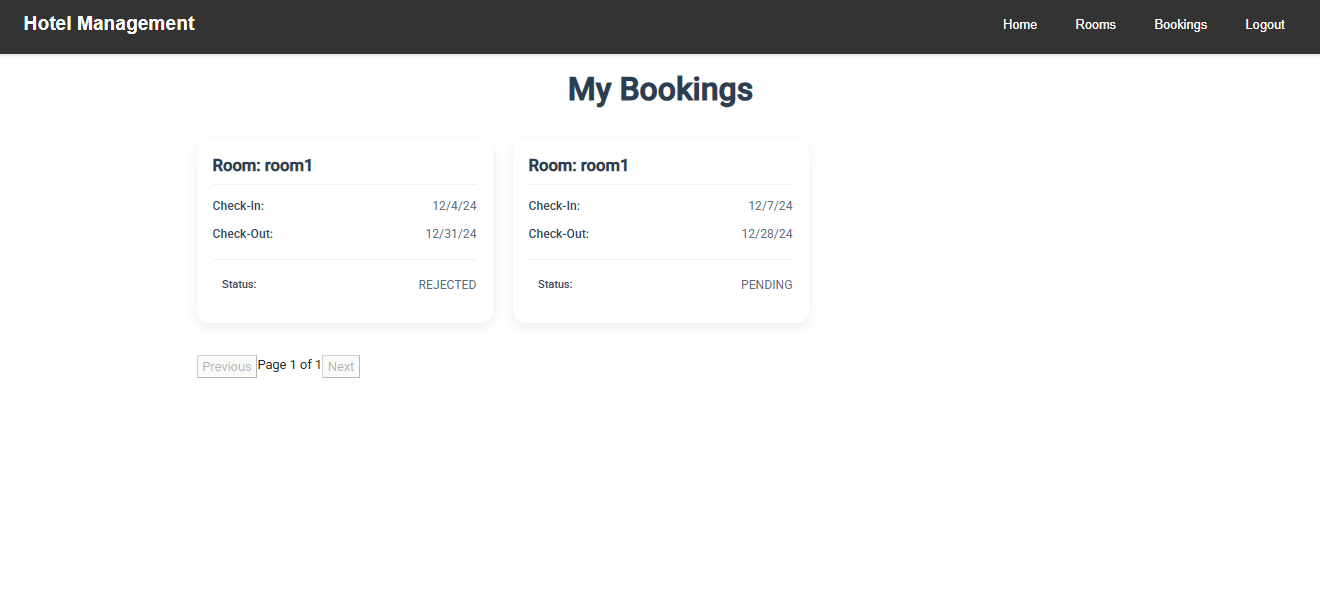 Hotel Management
Home Rooms Bookings Logout
My Bookings
Room: room1
Check-In: 12/4/24
Check-Out: 12/31/24
Status: REJECTED
Room: room1
Check-In: 12/7/24
Check-Out: 12/28/24
Status: PENDING
Previous Page 1 of 1 Next